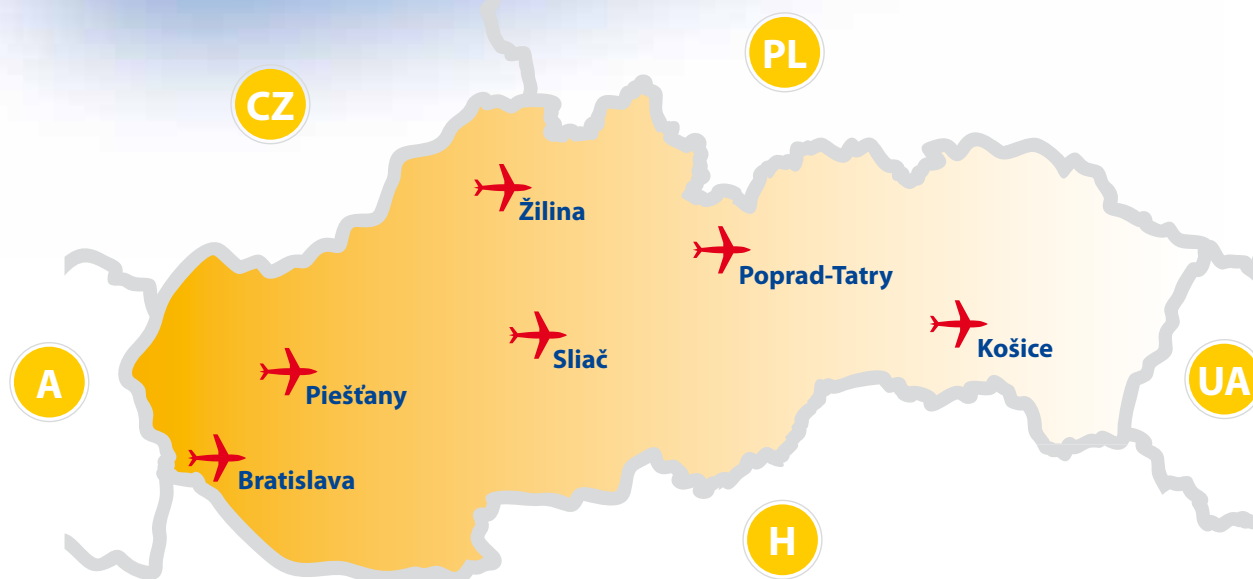 PL
CZ
Žilina
Poprad-Tatry
Košice
Sliač
A
UA
Piešťany
Bratislava
H